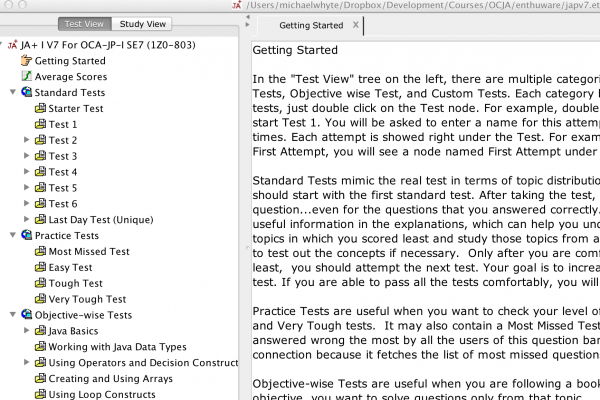 /Users/michaelwhyte/Dropbox/Development/Courses/OCJA/enthuware/japv7.et
Test View
Study View
JA+ I V7 For OCA-JP-I SE7 (1Z0-803)
Getting Started
Average Scores
Standard Tests
Starter Test
Test 1
Test 2
Test 3
Test 4
Test 5
Test 6
Last Day Test (Unique)
Practice Tests
Most Missed Test
Easy Test
Tough Test
Very Tough Test
Objective-wise Tests
Java Basics
Working with Java Data Types
Using Operators and Decision Construct
Creating and Using Arrays
Using Loop Constructs
Getting Started x
Getting Started
In the "Test View" tree on the left, there are multiple categori
Tests, Objective wise Test, and Custom Tests. Each category
tests, just double click on the Test node. For example, double
start Test 1. You will be asked to enter a name for this attemp
times. Each attempt is showed right under the Test. For exam
First Attempt, you will see a node named First Attempt under
Standard Tests mimic the real test in terms of topic distributio
should start with the first standard test. After taking the test,
question...even for the questions that you answered correctly.
useful information in the explanations, which can help you und
topics in which you scored least and study those topics from a
to test out the concepts if necessary. Only after you are comf
least, you should attempt the next test. Your goal is to increa
test. If you are able to pass all the tests comfortably, you will
Practice Tests are useful when you want to check your level of
and Very Tough tests. It may also contain a Most Missed Test
answered wrong the most by all the users of this question ban
connection because it fetches the list of most missed question
Objective-wise Tests are useful when you are following a book
objective, you want to solve questions only from that topic.